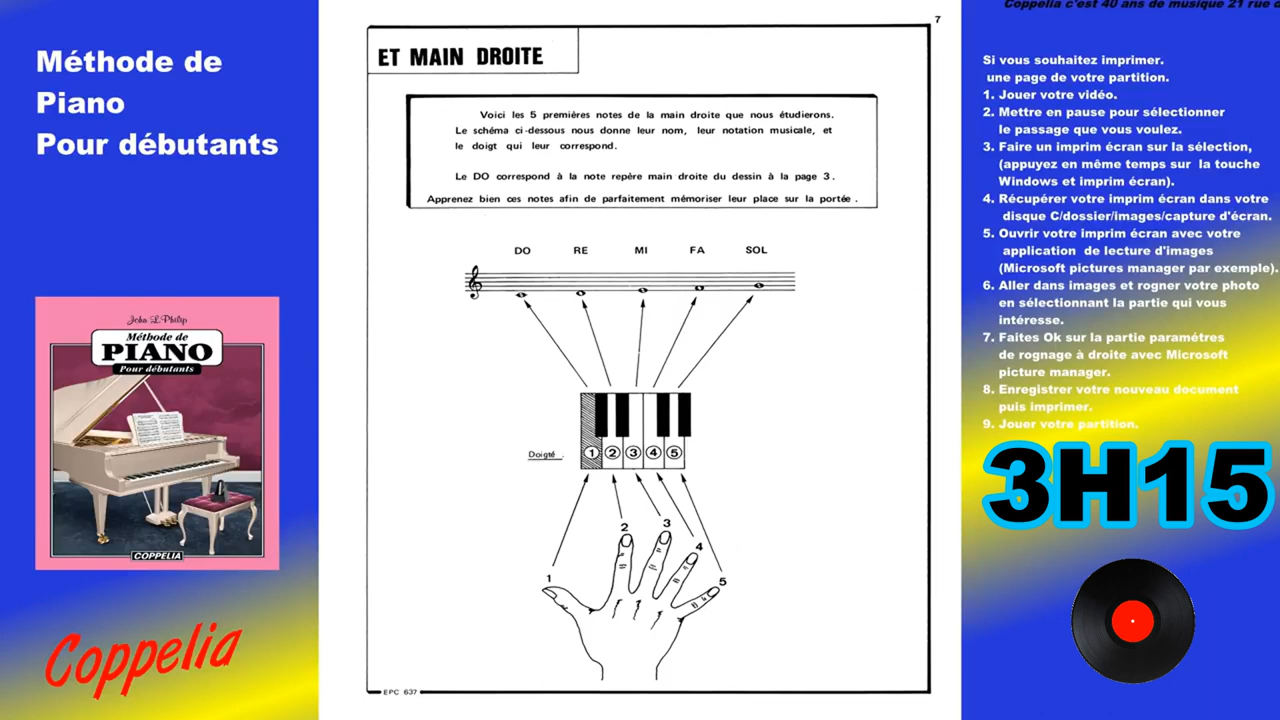 Méthode de
Piano
Pour débutants
John L. Philip
Méthode de
PIANO
Pour débutants
COPPELIA
Coppelia
7
ET MAIN DROITE
Voici les 5 premières notes de la main droite que nous étudierons.
Le schéma ci-dessous nous donne leur nom, leur notation musicale, et
le doigt qui leur correspond.
Le DO correspond à la note repère main droite du dessin à la page 3.
Apprenez bien ces notes afin de parfaitement mémoriser leur place sur la portée .
DO RE MI FA SOL
Doigté :
1 2 3 4 5
1 2 3 4 5
EPC 637
Coppelia c'est 40 ans de musique 21 rue d
Si vous souhaitez imprimer.
une page de votre partition.
1. Jouer votre vidéo.
2. Mettre en pause pour sélectionner
le passage que vous voulez.
3. Faire un imprim écran sur la sélection,
(appuyez en même temps sur la touche
Windows et imprim écran).
4. Récupérer votre imprim écran dans votre
disque C/dossier/images/capture d'écran.
5. Ouvrir votre imprim écran avec votre
application de lecture d'images
(Microsoft pictures manager par exemple).
6. Aller dans images et rogner votre photo
en sélectionnant la partie qui vous
intéresse.
7. Faites Ok sur la partie paramétres
de rognage à droite avec Microsoft
picture manager.
8. Enregistrer votre nouveau document
puis imprimer.
9. Jouer votre partition.
3H15